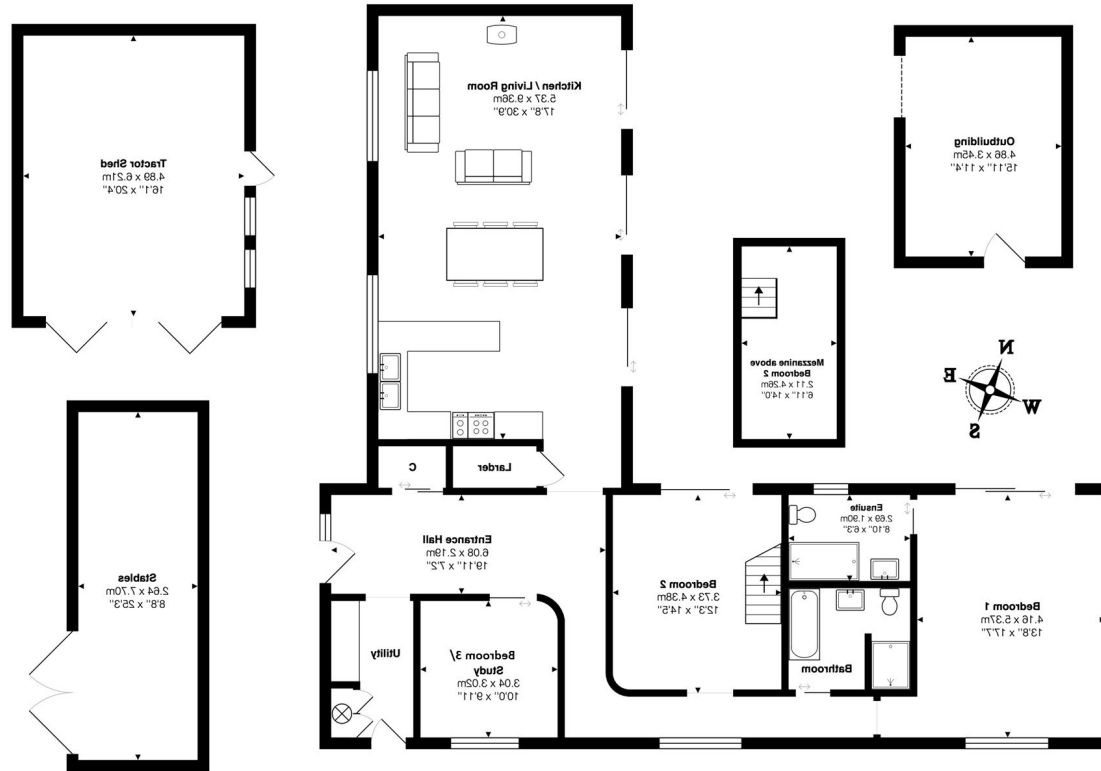 Kitchen / Living Room
5.37 x 9.36m
17'8'' x 30'9''
Tractor Shed
4.89 x 6.21m
16'1'' x 20'4''
Outbuilding
4.86 x 3.45m
15'11'' x 11'4''
Mezzanine above
Bedroom 2
2.11 4.26m
6'11'' x 14'0''
N
E
W
S
C
Larder
Ensuite
2.69 x 1.90m
8'10'' x 6'3''
Entrance Hall
6.08 x 2.19m
19'11'' x 7'2''
Stables
2.64 x 7.70m
8'8'' x 25'3''
Bedroom 2
3.73 x 4.38m
12'3'' x 14'5''
Bedroom 1
4.16 x 5.37m
13'8'' x 17'7''
Utility
Bedroom 3/
Study
3.04 x 3.02m
10'0'' x 9'11''
Bathroom